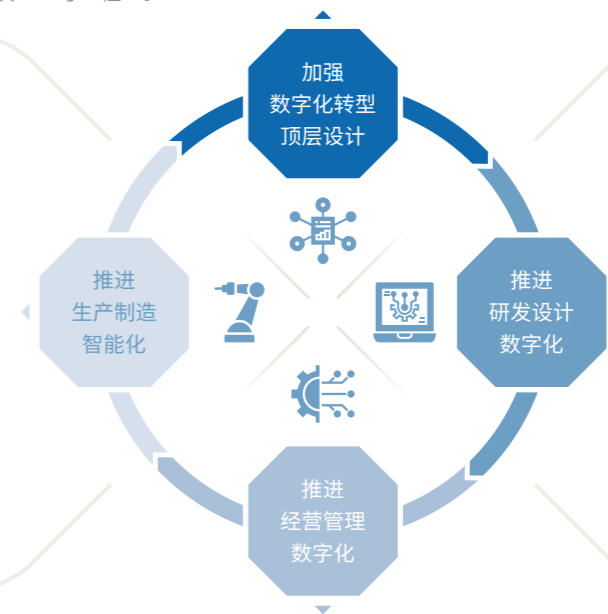 加强
数字化转型
顶层设计
推进
生产制造
智能化
推进
研发设计
数字化
推进
经营管理
数字化